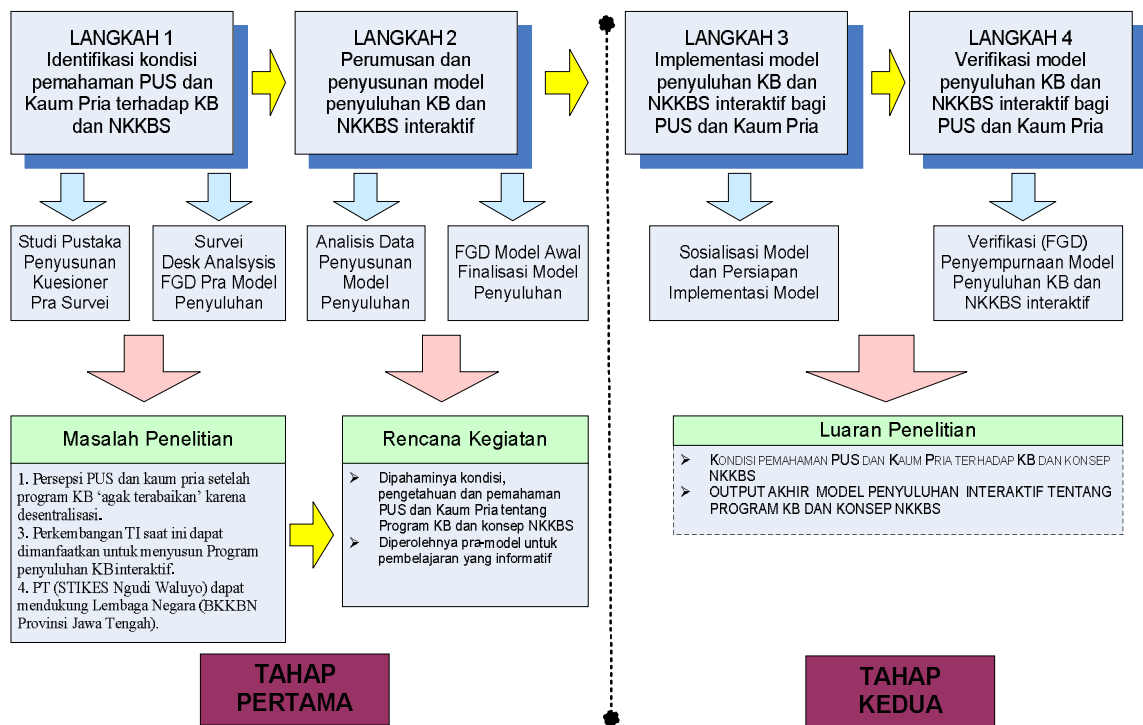 LANGKAH 1
Identifikasi kondisi
pemahaman PUS dan
Kaum Pria terhadap KB
dan NKKBS
LANGKAH 2
Perumusan dan
penyusunan model
penyuluhan KB dan
NKKBS interaktif
LANGKAH 3
Implementasi model
penyuluhan KB dan
NKKBS interaktif bagi
PUS dan Kaum Pria
LANGKAH 4
Verifikasi model
penyuluhan KB dan
NKKBS interaktif bagi
PUS dan Kaum Pria
Studi Pustaka
Penyusunan
Kuesioner
Pra Survei
Survei
Desk Analsysis
FGD Pra Model
Penyuluhan
Analisis Data
Penyusunan
Model
Penyuluhan
FGD Model Awal
Finalisasi Model
Penyuluhan
Sosialisasi Model
dan Persiapan
Implementasi Model
Verifikasi (FGD)
Penyempurnaan Model
Penyuluhan KB dan
NKKBS interaktif
Masalah Penelitian
1. Persepsi PUS dan kaum pria setelah
program KB ‘agak terabaikan’ karena
desentralisasi.
3. Perkembangan TI saat ini dapat
dimanfaatkan untuk menyusun Program
penyuluhan KB interaktif.
4. PT (STIKES Ngudi Waluyo) dapat
mendukung Lembaga Negara (BKKBN
Provinsi Jawa Tengah).
Rencana Kegiatan
➢ Dipahaminya kondisi,
pengetahuan dan pemahaman
PUS dan Kaum Pria tentang
Program KB dan konsep NKKBS
➢ Diperolehnya pra-model untuk
pembelajaran yang informatif
Luaran Penelitian
➢ KONDISI PEMAHAMAN PUS DAN KAUM PRIA TERHADAP KB DAN KONSEP
NKKBS
➢ OUTPUT AKHIR MODEL PENYULUHAN INTERAKTIF TENTANG
PROGRAM KB DAN KONSEP NKKBS
TAHAP
PERTAMA
TAHAP
KEDUA